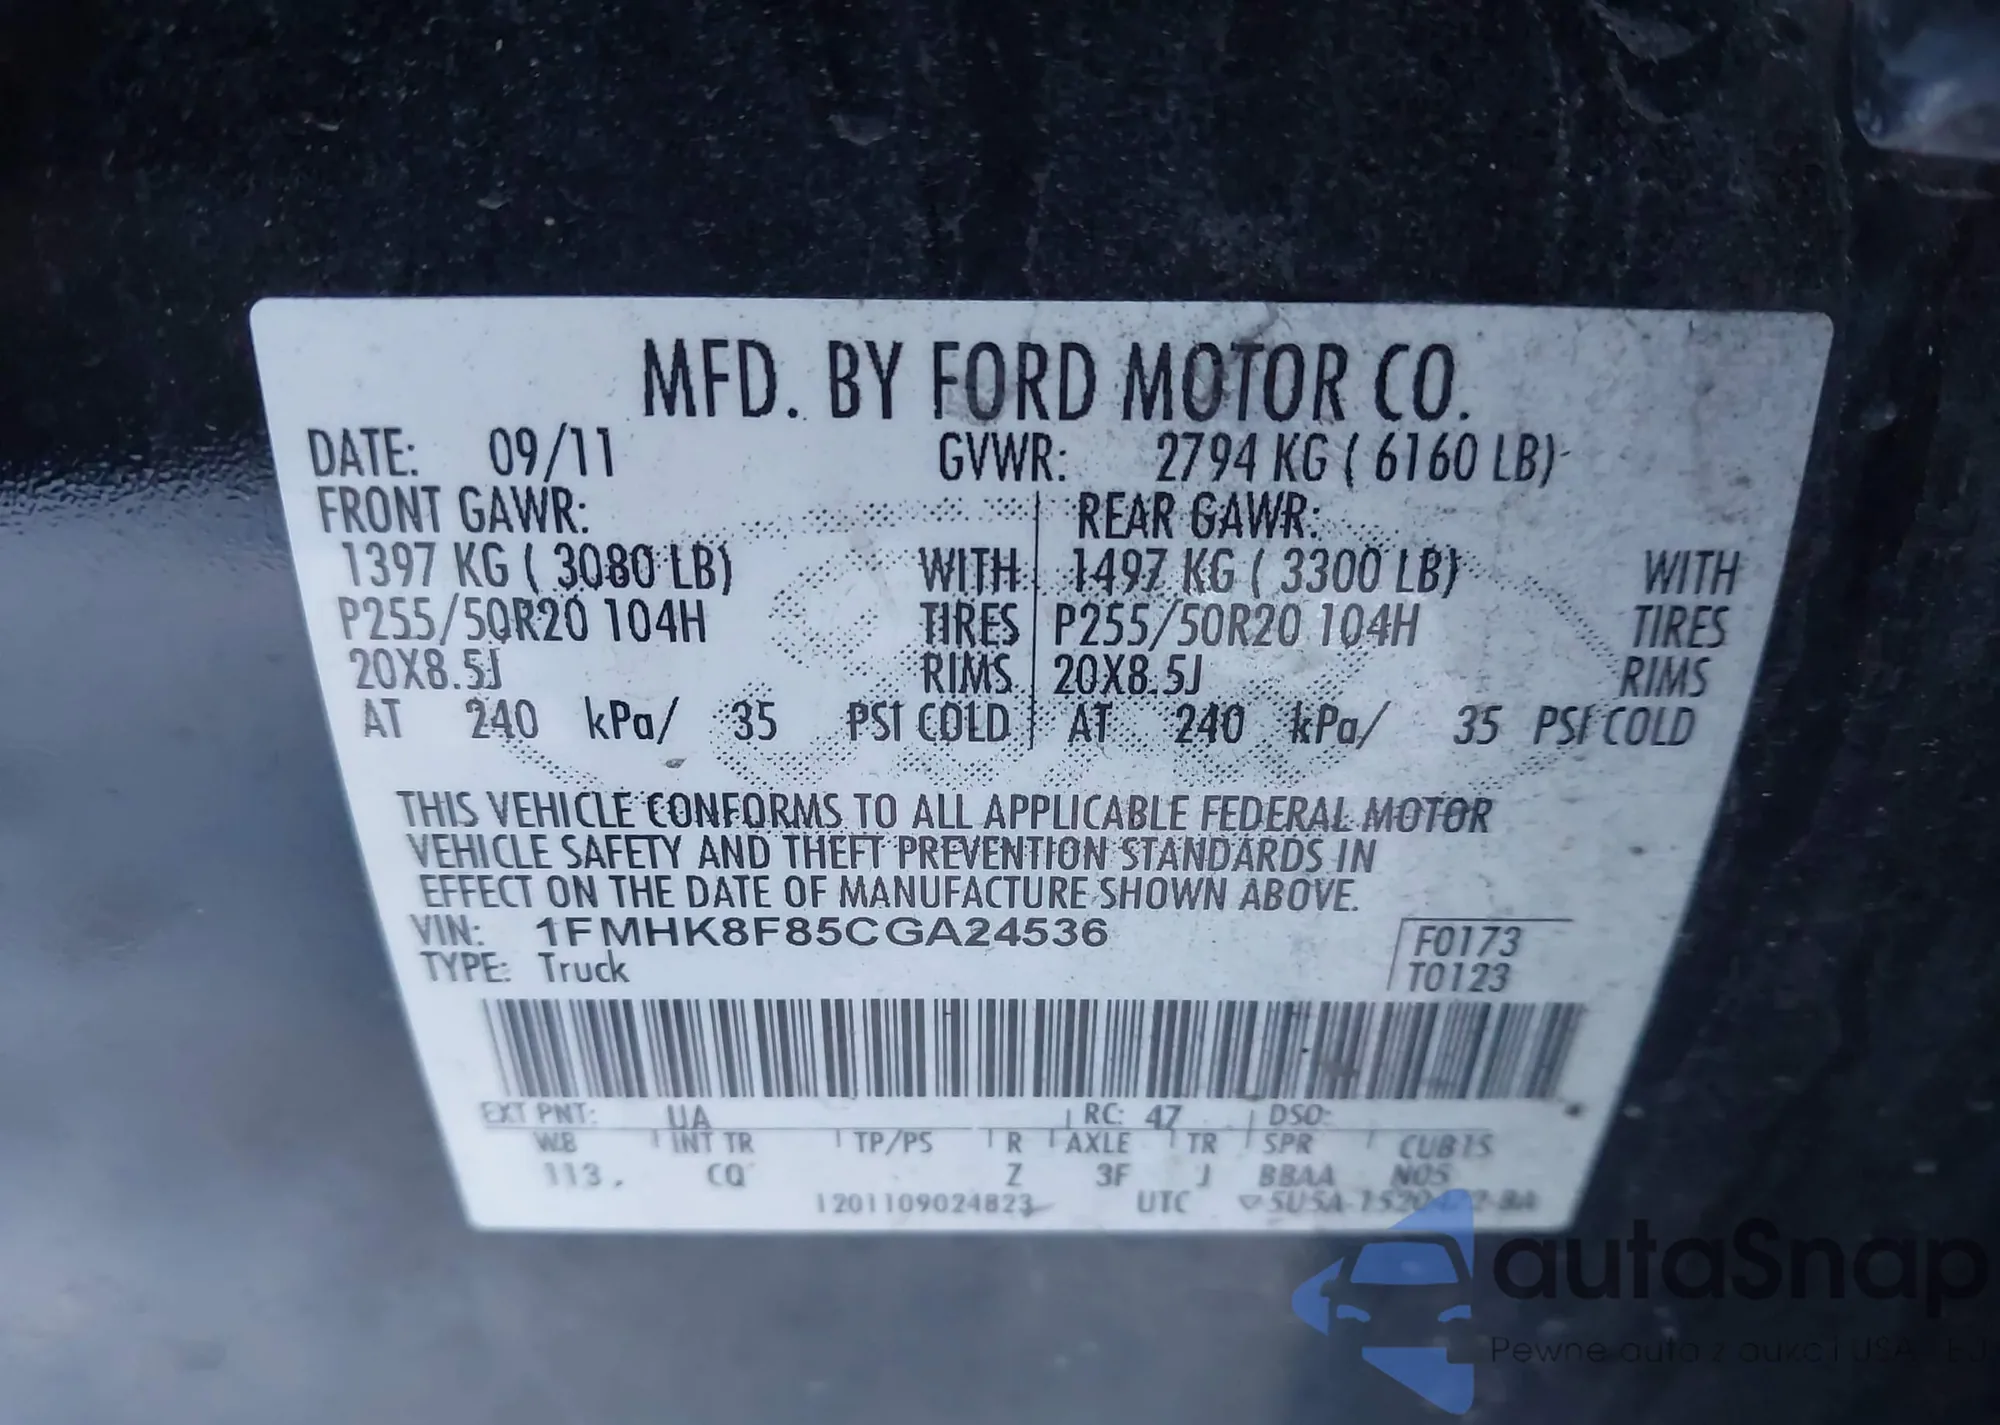 MFD. BY FORD MOTOR CO.
DATE: 09/11 GVWR: 2794 KG ( 6160 LB)
FRONT GAWR: REAR GAWR:
1397 KG ( 3080 LB) WITH 1497 KG ( 3300 LB) WITH
P255/50R20 104H TIRES P255/50R20 104H TIRES
20X8.5J RIMS 20X8.5J RIMS
AT 240 kPa/ 35 PSI COLD AT 240 kPa/ 35 PSI COLD
THIS VEHICLE CONFORMS TO ALL APPLICABLE FEDERAL MOTOR
VEHICLE SAFETY AND THEFT PREVENTION STANDARDS IN
EFFECT ON THE DATE OF MANUFACTURE SHOWN ABOVE.
VIN: 1FMHK8F85CGA24536
TYPE: Truck
F0173
T0123
EXT PNT: UA RC: 47 DSO:
WB INT TR TP/PS R AXLE TR SPR
113. CQ Z 3F J BBAA N05
1201109024823 UTC
autaSnap
Pewne auta z aukcji USA